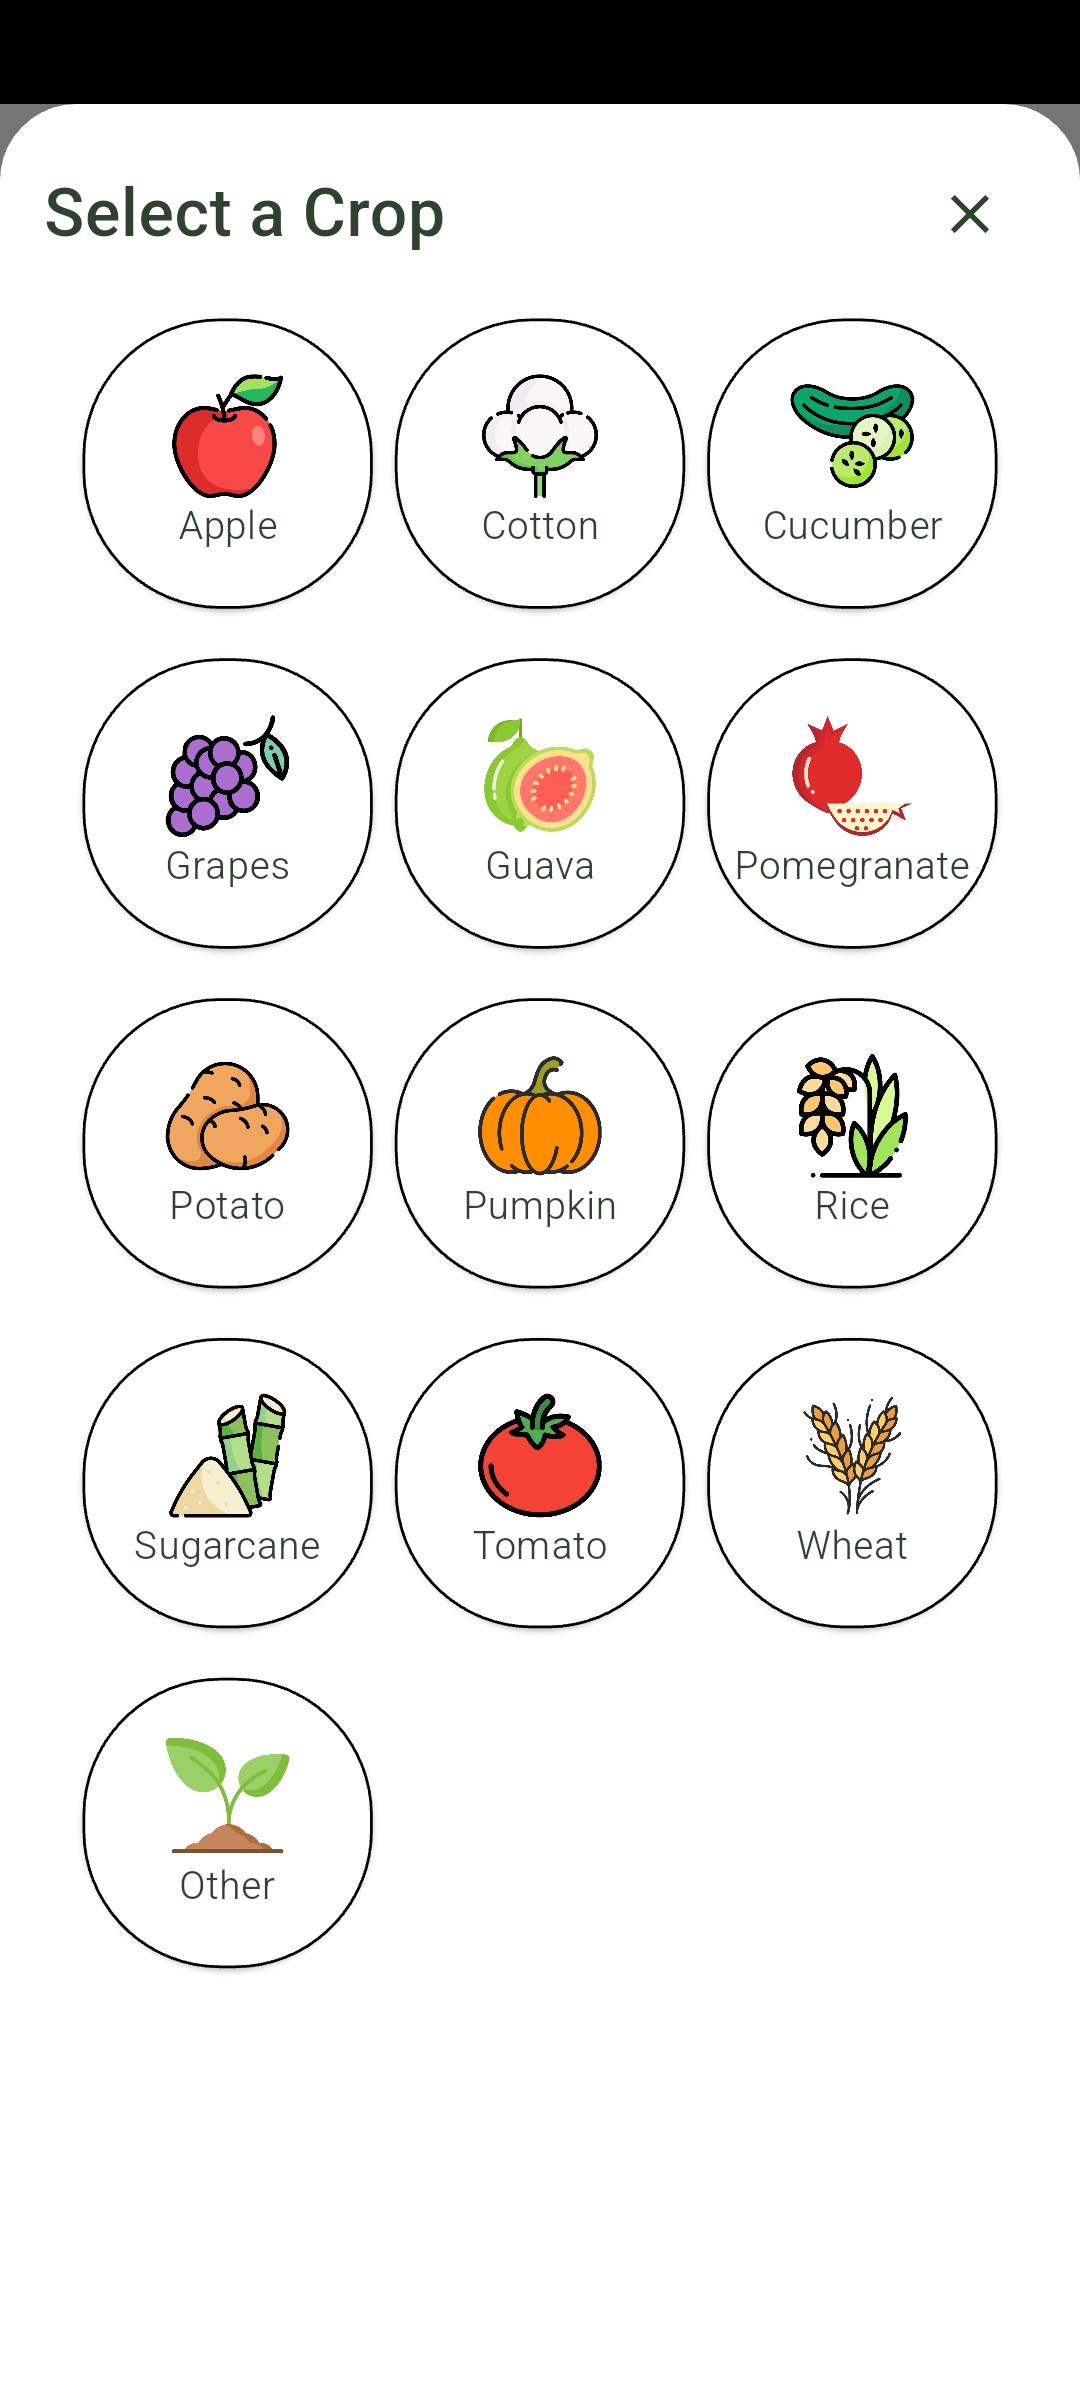 Select a Crop
Apple
Cotton
Cucumber
Grapes
Guava
Pomegranate
Potato
Pumpkin
Rice
Sugarcane
Tomato
Wheat
Other